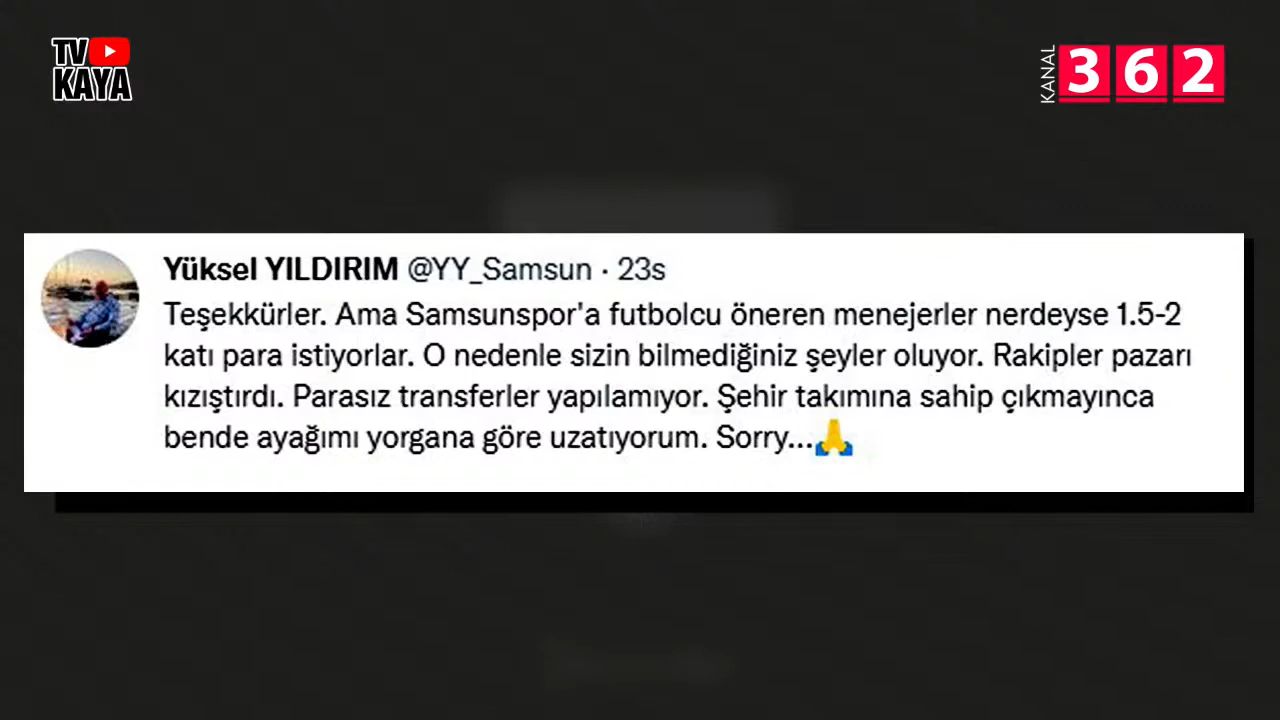 TV
KAYA
KANAL
362
Yüksel YILDIRIM @YY_Samsun · 23s
Teşekkürler. Ama Samsunspor'a futbolcu öneren menejerler nerdeyse 1.5-2
katı para istiyorlar. O nedenle sizin bilmediğiniz şeyler oluyor. Rakipler pazarı
kızıştırdı. Parasız transferler yapılamıyor. Şehir takımına sahip çıkmayınca
bende ayağımı yorgana göre uzatıyorum. Sorry...🙏